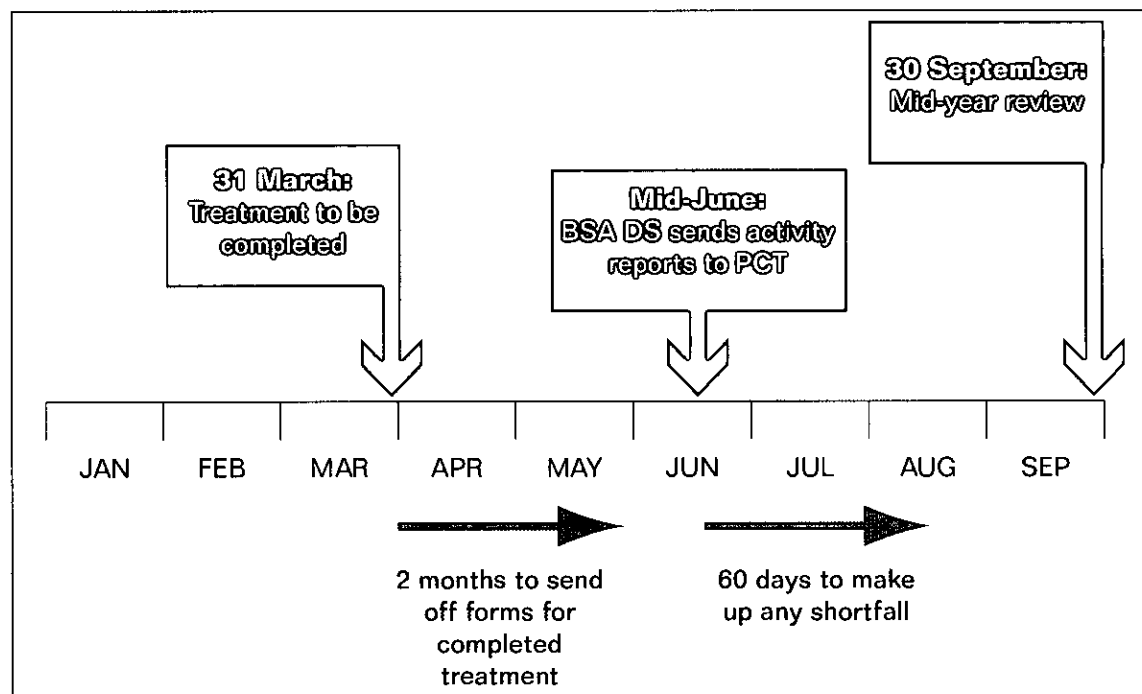 30 September:
Mid-year review
31 March:
Treatment to be
completed
Mid-June:
BSA DS sends activity
reports to PCT
JAN FEB MAR APR MAY JUN JUL AUG SEP
2 months to send
off forms for
completed
treatment
60 days to make
up any shortfall